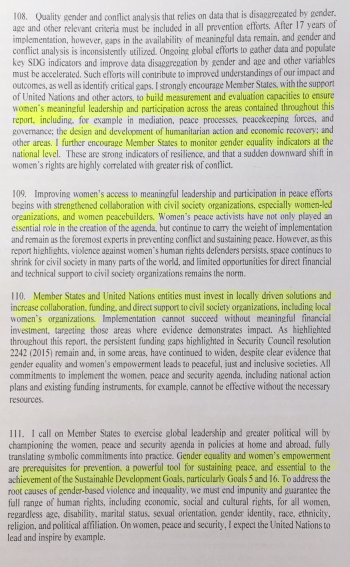 108. Quality gender and conflict analysis that relies on data that is disaggregated by gender,
age and other relevant criteria must be included in all prevention efforts. After 17 years of
implementation, however, gaps in the availability of meaningful data remain, and gender and
conflict analysis is inconsistently utilized. Ongoing global efforts to gather data and populate
key SDG indicators and improve data disaggregation by gender and age and other variables
must be accelerated. Such efforts will contribute to improved understandings of our impact and
outcomes, as well as identify critical gaps. I strongly encourage Member States, with the support
of United Nations and other actors, to build measurement and evaluation capacities to ensure
women's meaningful leadership and participation across the areas contained throughout this
report, including, for example in mediation, peace processes, peacekeeping forces, and
governance; the design and development of humanitarian action and economic recovery; and
other areas. I further encourage Member States to monitor gender equality indicators at the
national level. These are strong indicators of resilience, and that a sudden downward shift in
women's rights are highly correlated with greater risk of conflict.
109. Improving women's access to meaningful leadership and participation in peace efforts
begins with strengthened collaboration with civil society organizations, especially women-led
organizations, and women peacebuilders. Women's peace activists have not only played an
essential role in the creation of the agenda, but continue to carry the weight of implementation
and remain as the foremost experts in preventing conflict and sustaining peace. However, as this
report highlights, violence against women's human rights defenders persists, space continues to
shrink for civil society in many parts of the world, and limited opportunities for direct financial
and technical support to civil society organizations remains the norm.
110. Member States and United Nations entities must invest in locally driven solutions and
increase collaboration, funding, and direct support to civil society organizations, including local
women's organizations. Implementation cannot succeed without meaningful financial
investment, targeting those areas where evidence demonstrates impact. As highlighted
throughout this report, the persistent funding gaps highlighted in Security Council resolution
2242 (2015) remain and, in some areas, have continued to widen, despite clear evidence that
gender equality and women's empowerment leads to peaceful, just and inclusive societies. All
commitments to implement the women, peace and security agenda, including national action
plans and existing funding instruments, for example, cannot be effective without the necessary
resources.
111. I call on Member States to exercise global leadership and greater political will by
championing the women, peace and security agenda in policies at home and abroad, fully
translating symbolic commitments into practice. Gender equality and women's empowerment
are prerequisites for prevention, a powerful tool for sustaining peace, and essential to the
achievement of the Sustainable Development Goals, particularly Goals 5 and 16. To address the
root causes of gender-based violence and inequality, we must end impunity and guarantee the
full range of human rights, including economic, social and cultural rights, for all women,
regardless age, disability, marital status, sexual orientation, gender identity, race, ethnicity,
religion, and political affiliation. On women, peace and security, I expect the United Nations to
lead and inspire by example.